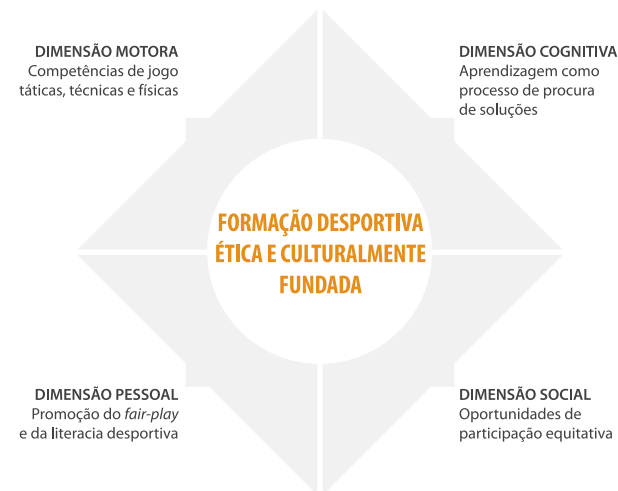 DIMENSÃO MOTORA
Competências de jogo
táticas, técnicas e físicas
DIMENSÃO COGNITIVA
Aprendizagem como
processo de procura
de soluções
FORMAÇÃO DESPORTIVA
ÉTICA E CULTURALMENTE
FUNDADA
DIMENSÃO PESSOAL
Promoção do fair-play
e da literacia desportiva
DIMENSÃO SOCIAL
Oportunidades de
participação equitativa